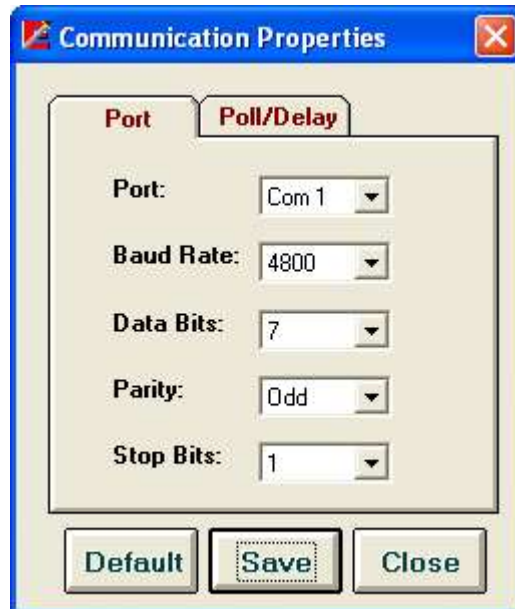 Communication Properties
Port Poll/Delay
Port: Com 1
Baud Rate: 4800
Data Bits: 7
Parity: Odd
Stop Bits: 1
Default Save Close